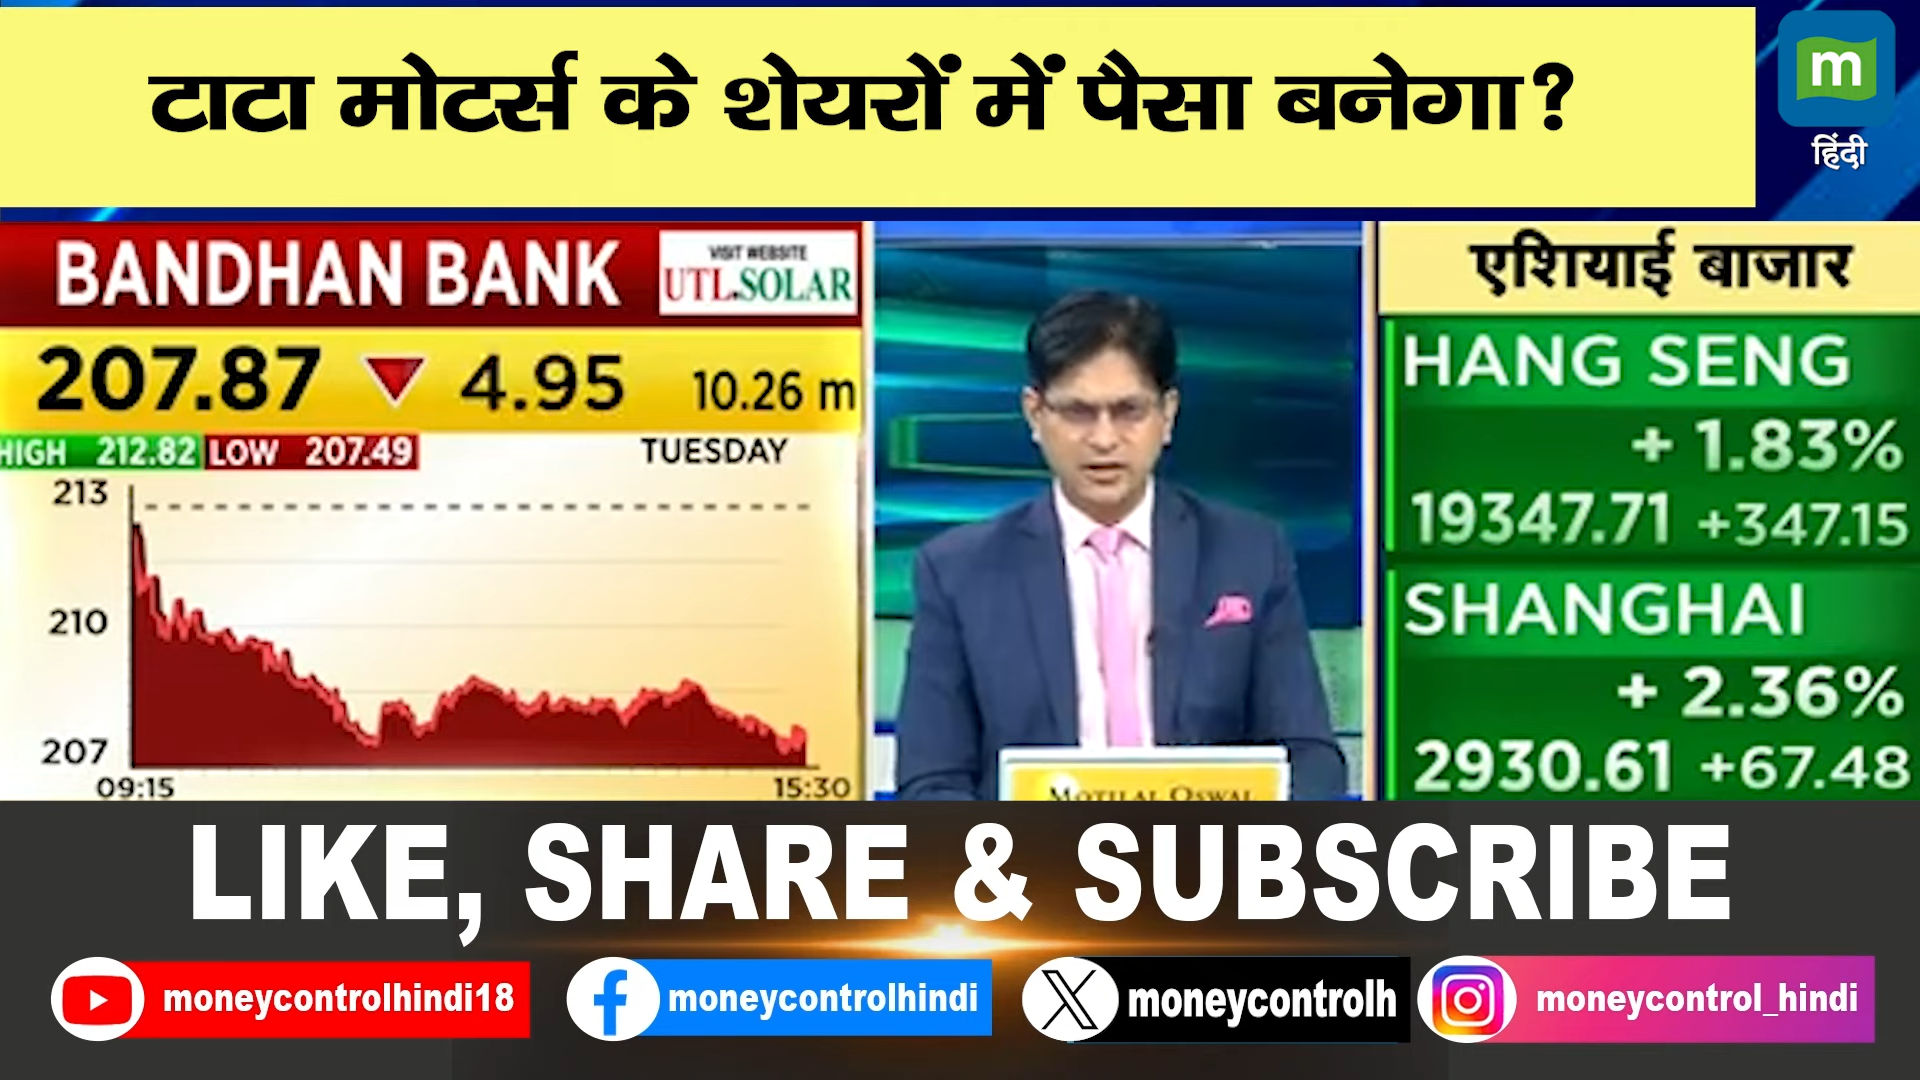 टाटा मोटर्स के शेयरों में पैसा बनेगा?
m
हिंदी
BANDHAN BANK
VISIT WEBSITE
UTL.SOLAR
207.87 ▼ 4.95 10.26 m
HIGH 212.82 LOW 207.49
TUESDAY
213
210
207
09:15 15:30
MOTILAL OSWAL
एशियाई बाजार
HANG SENG
+ 1.83%
19347.71 +347.15
SHANGHAI
+ 2.36%
2930.61 +67.48
LIKE, SHARE & SUBSCRIBE
moneycontrolhindi18
moneycontrolhindi
moneycontrolh
moneycontrol_hindi